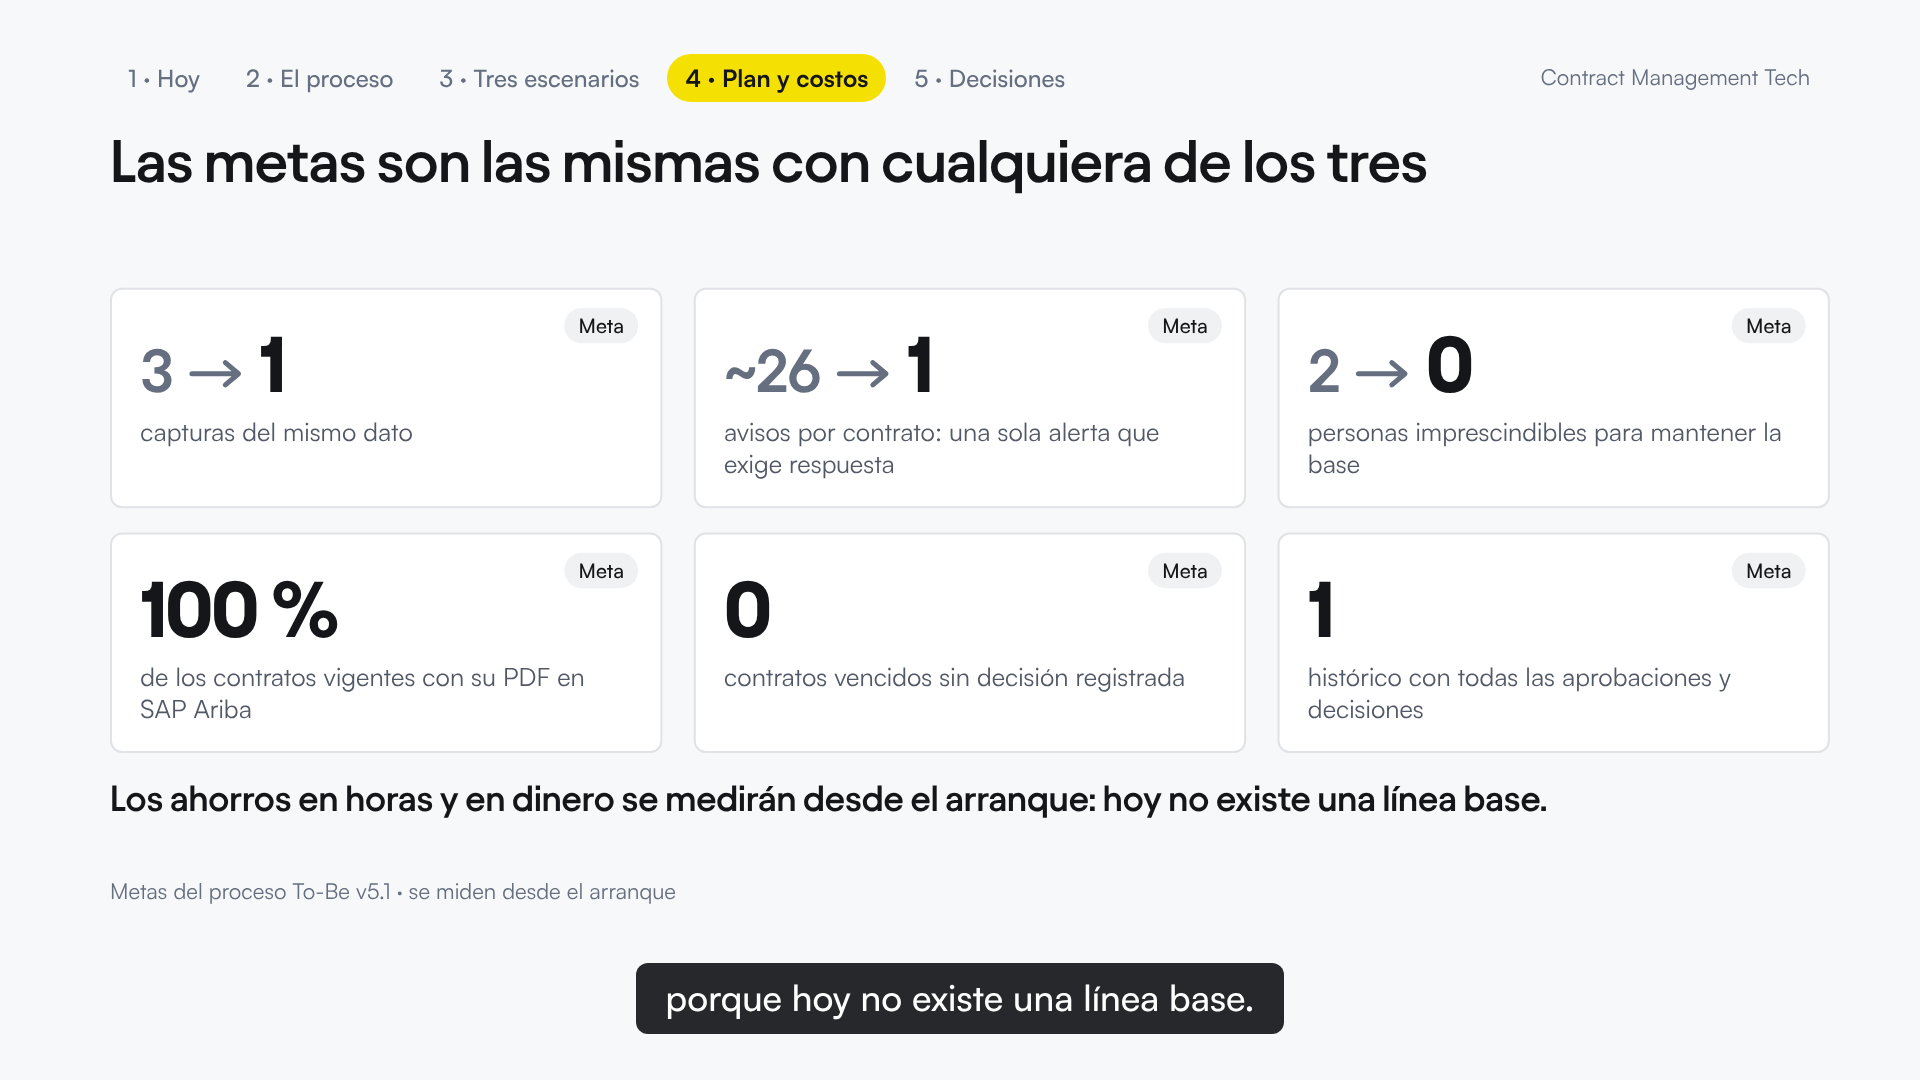 1 · Hoy 2 · El proceso 3 · Tres escenarios 4 · Plan y costos 5 · Decisiones Contract Management Tech
Las metas son las mismas con cualquiera de los tres
Meta
3 → 1
capturas del mismo dato
Meta
~26 → 1
avisos por contrato: una sola alerta que
exige respuesta
Meta
2 → 0
personas imprescindibles para mantener la
base
Meta
100 %
de los contratos vigentes con su PDF en
SAP Ariba
Meta
0
contratos vencidos sin decisión registrada
Meta
1
histórico con todas las aprobaciones y
decisiones
Los ahorros en horas y en dinero se medirán desde el arranque: hoy no existe una línea base.
Metas del proceso To-Be v5.1 · se miden desde el arranque
porque hoy no existe una línea base.